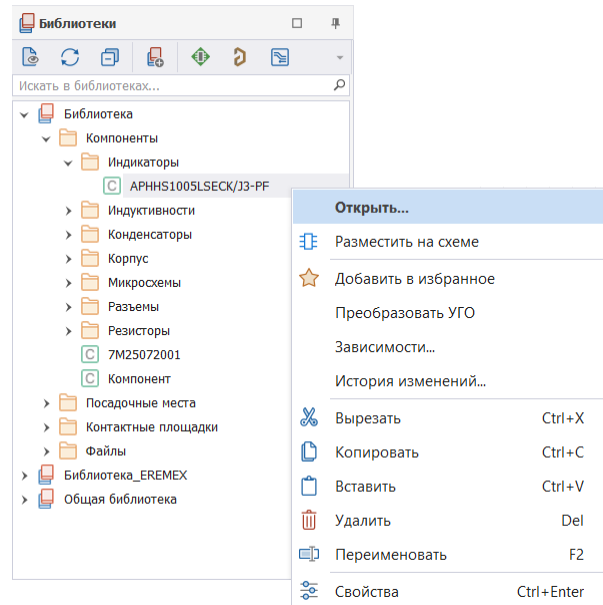 Библиотеки
Искать в библиотеках...
Библиотека
Компоненты
Индикаторы
C APHHS1005LSECK/J3-PF
Индуктивности
Конденсаторы
Корпус
Микросхемы
Разъемы
Резисторы
C 7M25072001
C Компонент
Посадочные места
Контактные площадки
Файлы
Библиотека_EREMEX
Общая библиотека
Открыть...
Разместить на схеме
Добавить в избранное
Преобразовать УГО
Зависимости...
История изменений...
Вырезать Ctrl+X
Копировать Ctrl+C
Вставить Ctrl+V
Удалить Del
Переименовать F2
Свойства Ctrl+Enter